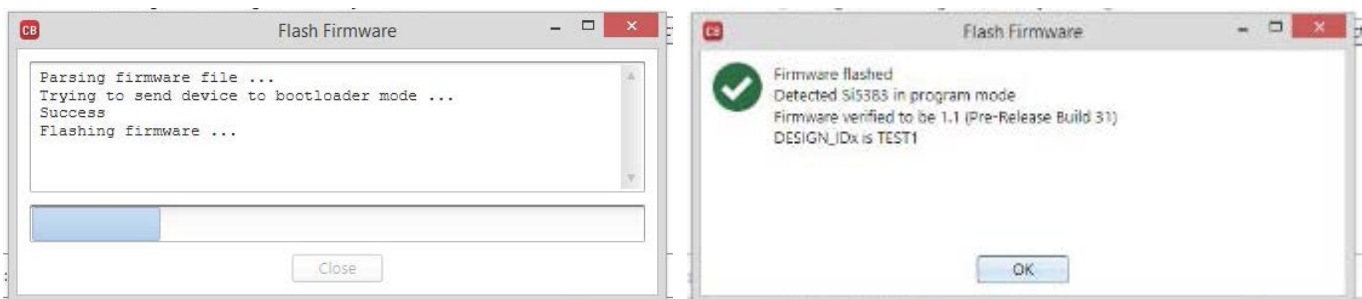 CB Flash Firmware
Parsing firmware file ...
Trying to send device to bootloader mode ...
Success
Flashing firmware ...
Close
CB Flash Firmware
Firmware flashed
Detected Si5383 in program mode
Firmware verified to be 1.1 (Pre-Release Build 31)
DESIGN_IDx is TEST1
OK